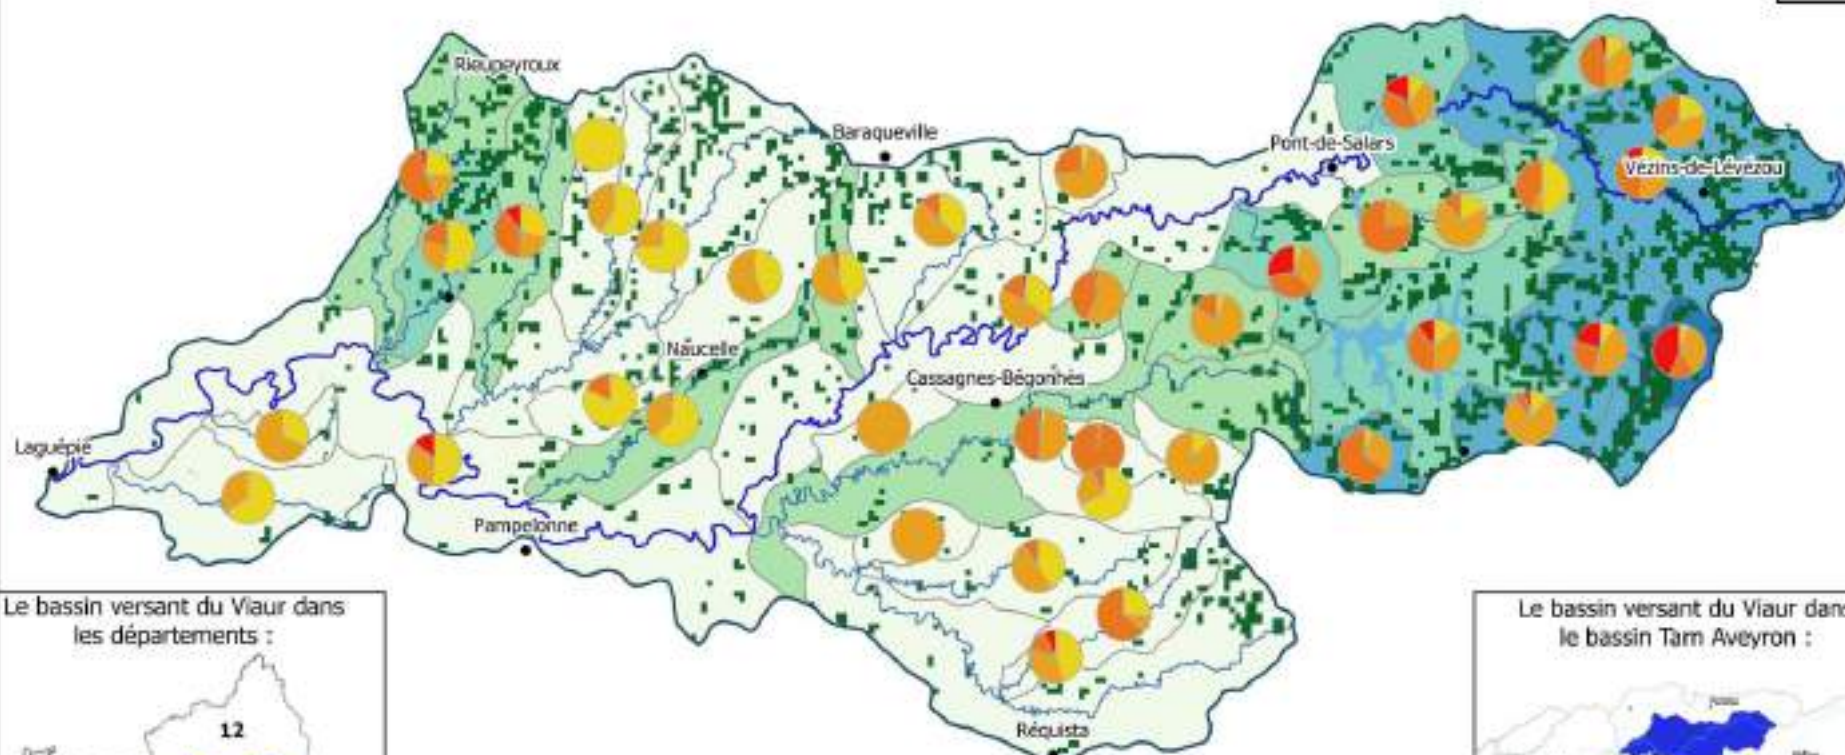 Rieupeyroux
Baraqueville
Pont-de-Salars
Vézins-de-Lévézou
Naucelle
Cassagnes-Bégonhès
Laguépie
Pampelonne
Réquista
Le bassin versant du Viaur dans
les départements :
12
Le bassin versant du Viaur dans
le bassin Tarn Aveyron :